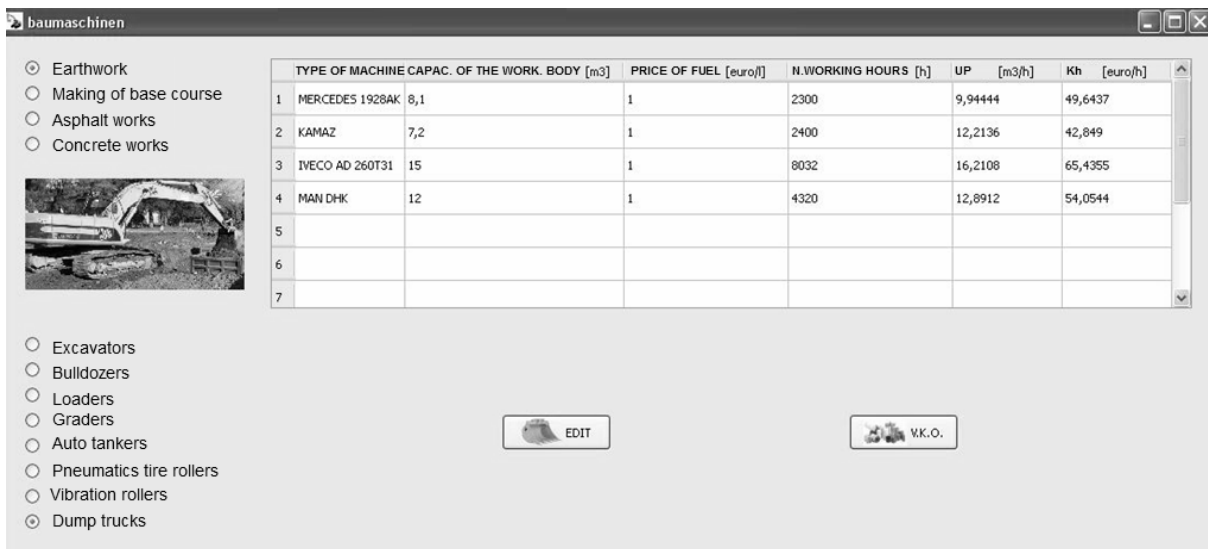 baumaschinen
Earthwork
Making of base course
Asphalt works
Concrete works
TYPE OF MACHINE CAPAC. OF THE WORK. BODY [m3] PRICE OF FUEL [euro/l] N.WORKING HOURS [h] UP [m3/h] Kh [euro/h]
1 MERCEDES 1928AK 8,1 1 2300 9,94444 49,6437
2 KAMAZ 7,2 1 2400 12,2136 42,849
3 IVECO AD 260T31 15 1 8032 16,2108 65,4355
4 MAN DHK 12 1 4320 12,8912 54,0544
5
6
7
Excavators
Bulldozers
Loaders
Graders
Auto tankers
Pneumatics tire rollers
Vibration rollers
Dump trucks
EDIT
V.K.O.